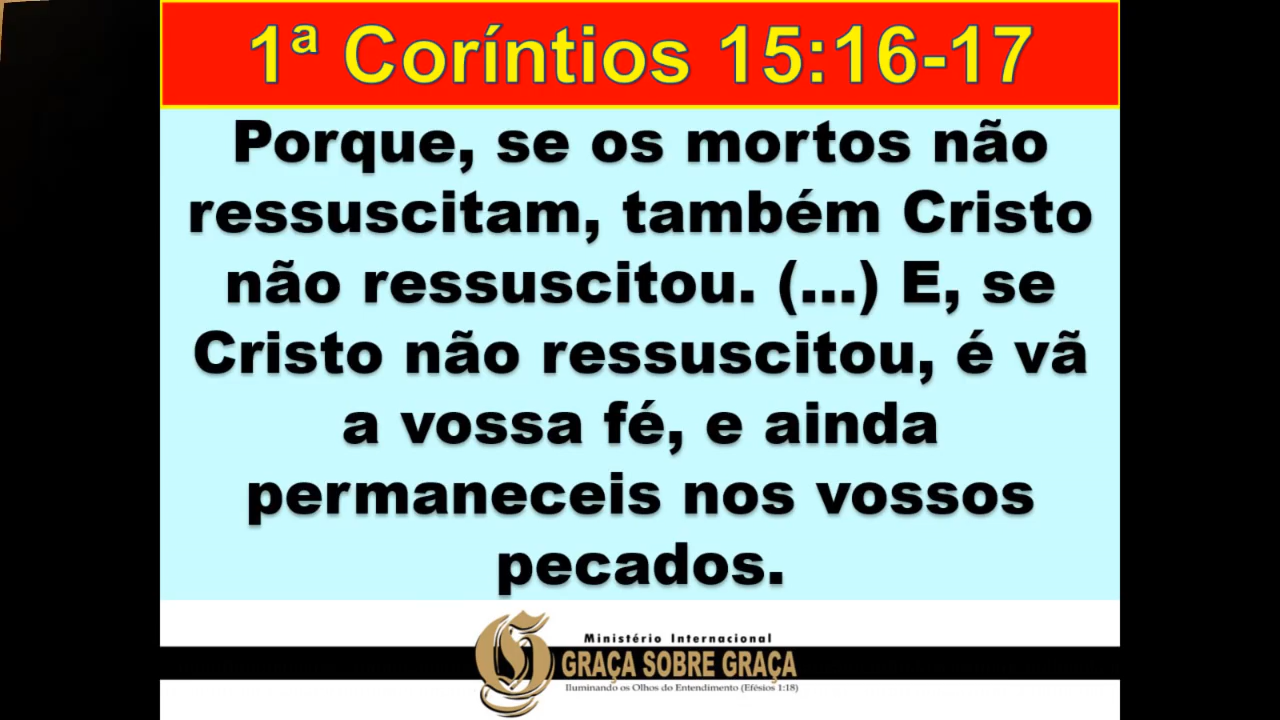 1ª Coríntios 15:16-17
Porque, se os mortos não
ressuscitam, também Cristo
não ressuscitou. (...) E, se
Cristo não ressuscitou, é vã
a vossa fé, e ainda
permaneceis nos vossos
pecados.
Ministério Internacional
GRAÇA SOBRE GRAÇA
Iluminando os Olhos do Entendimento (Efésios 1:18)